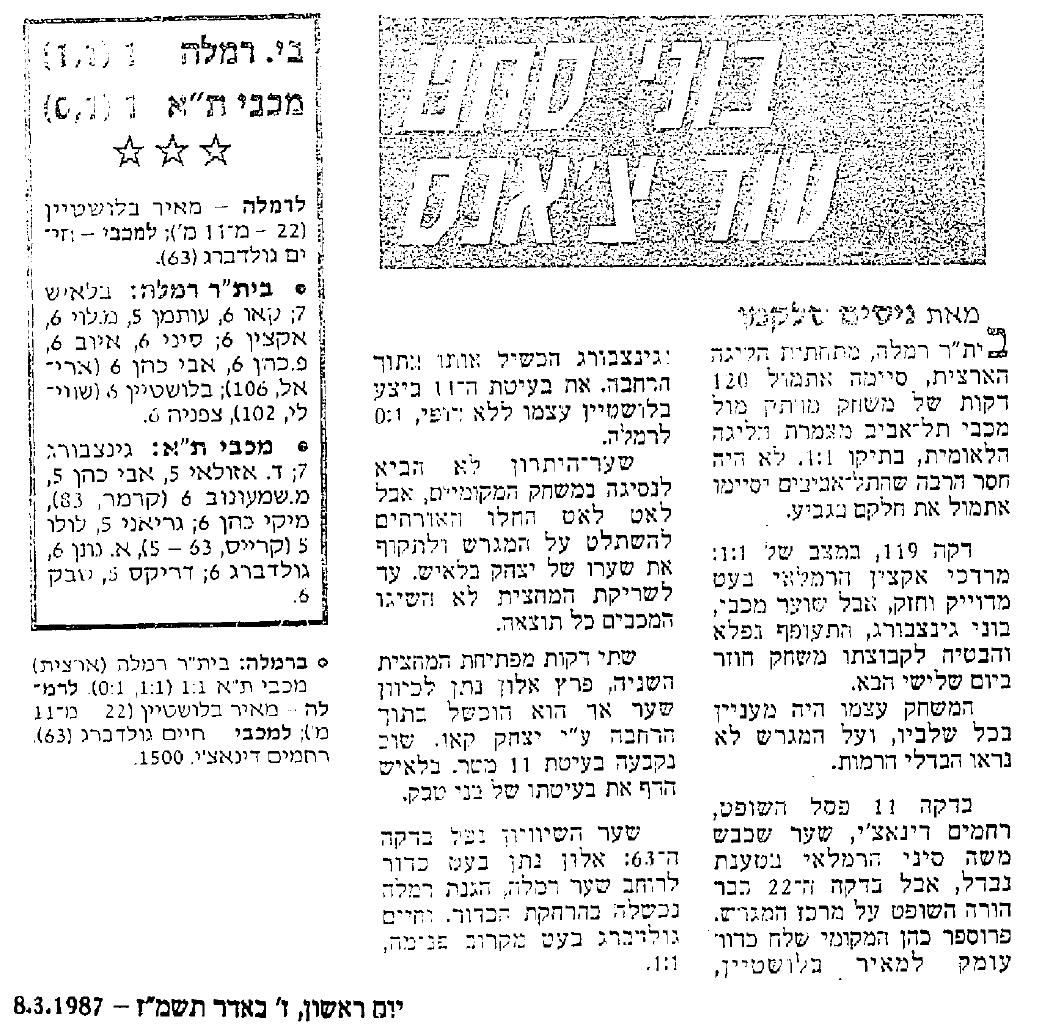 בוני סחט
עוד צ'אנס
בי. רמלה 1 (1,1)
מכבי ת"א 1 (1,0)
לרמלה – מאיר בלושטיין
(22 – מ־11 מ'); למכבי – חיי־
ים גולדברג (63).
• בית"ר רמלה: בלאיש
7; קאו 6, עותמן 5, מ.לוי 6,
אקצין 6; סיני 6, איוב 6,
פ.כהן 6, אבי כהן 6 (ארי־
אל, 106); בלושטיין 6 (שווי־
לי, 102), צפניה 6.
• מכבי ת"א: גינצבורג
7; ד. אזולאי 5, אבי כהן 5,
מ.שמעונוב 6 (קרמר, 83),
מיקי כהן 6; גריאני 5, לולו
5 (קרייס, 63 – 5), א. נתן 6,
גולדברג 6; דריקס 5, טבק
6.
• ברמלה: בית"ר רמלה (ארצית)
מכבי ת"א 1:1 (1:1, 0:1). לרמ־
לה – מאיר בלושטיין (22 מ־11
מ'); למכבי חיים גולדברג (63).
רחמים דינאצ'י. 1500.
מאת ניסים
בית"ר רמלה, מתחתית הליגה
הארצית, סיימה אתמול 120
דקות של משחק מותק מול
מכבי תל־אביב מצמרת הליגה
הלאומית, בתיקו 1:1. לא היה
חסר הרבה שהתל־אביבים יסיימו
אתמול את חלקם בגביע.
דקה 119, במצב של 1:1:
מרדכי אקצין הרמלאי בעט
מדוייק וחזק, אבל שוער מכבי,
בוני גינצבורג, התעופף נפלא
והבטיח לקבוצתו משחק חוזר
ביום שלישי הבא.
המשחק עצמו היה מעניין
בכל שלביו, ועל המגרש לא
נראו הבדלי הרמות.
בדקה 11 פסל השופט,
רחמים דינאצ'י, שער שכבש
משה סיני הרמלאי בטענת
נבדל, אבל בדקה ה־22 כבר
הורה השופט על מרכז המגרש.
פרוספר כהן המקומי שלח כדור
עומק למאיר בלושטיין,
וגינצבורג הכשיל אותו בתוך
הרחבה. את בעיטת ה־11 ביצע
בלושטיין עצמו ללא דופי, 0:1
לרמלה.
שער־היתרון לא הביא
לנסיגה במשחק המקומיים, אבל
לאט לאט החלו האורחים
להשתלט על המגרש ולתקוף
את שערו של יצחק בלאיש. עד
לשריקת המחצית לא השיגו
המכבים כל תוצאה.
שתי דקות מפתיחת המחצית
השניה, פרץ אלון נתן לכיוון
שער אך הוא הוכשל בתוך
הרחבה ע"י יצחק קאו. שוב
נקבעה בעיטת 11 מטר. בלאיש
הדף את בעיטתו של בני טבק.
שער השיוויון נפל בדקה
ה־63: אלון נתן בעט כדור
לרוחב שער רמלה, הגנת רמלה
נכשלה בהרחקת הכדור. וחיים
גולדברג בעט מקרוב פנימה,
1:1.
יום ראשון, ז' באדר תשמ"ז – 8.3.1987